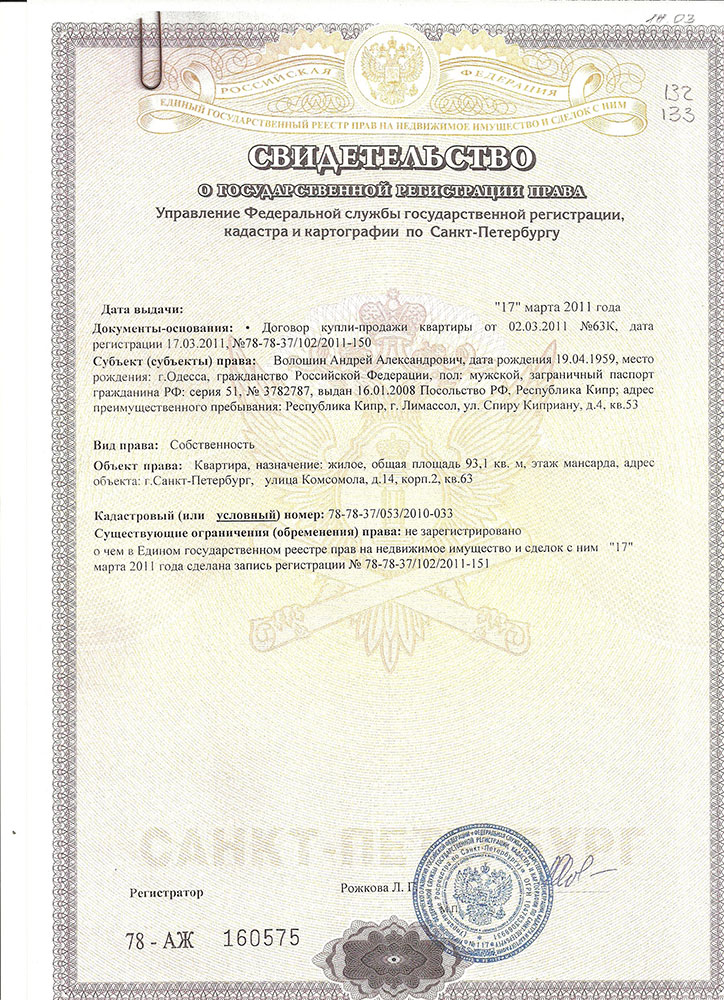 1н 03
132
133
РОССИЙСКАЯ ФЕДЕРАЦИЯ
ЕДИНЫЙ ГОСУДАРСТВЕННЫЙ РЕЕСТР ПРАВ НА НЕДВИЖИМОЕ ИМУЩЕСТВО И СДЕЛОК С НИМ
СВИДЕТЕЛЬСТВО
О ГОСУДАРСТВЕННОЙ РЕГИСТРАЦИИ ПРАВА
Управление Федеральной службы государственной регистрации,
кадастра и картографии по Санкт-Петербургу
Дата выдачи: "17" марта 2011 года
Документы-основания: • Договор купли-продажи квартиры от 02.03.2011 №63К, дата
регистрации 17.03.2011, №78-78-37/102/2011-150
Субъект (субъекты) права: Волошин Андрей Александрович, дата рождения 19.04.1959, место
рождения: г.Одесса, гражданство Российской Федерации, пол: мужской, заграничный паспорт
гражданина РФ: серия 51, № 3782787, выдан 16.01.2008 Посольство РФ, Республика Кипр; адрес
преимущественного пребывания: Республика Кипр, г. Лимассол, ул. Спиру Киприану, д.4, кв.53
Вид права: Собственность
Объект права: Квартира, назначение: жилое, общая площадь 93,1 кв. м, этаж мансарда, адрес
объекта: г.Санкт-Петербург, улица Комсомола, д.14, корп.2, кв.63
Кадастровый (или условный) номер: 78-78-37/053/2010-033
Существующие ограничения (обременения) права: не зарегистрировано
о чем в Едином государственном реестре прав на недвижимое имущество и сделок с ним "17"
марта 2011 года сделана запись регистрации № 78-78-37/102/2011-151
САНКТ-ПЕТЕРБУРГ
Регистратор Рожкова Л. Г
78 - АЖ 160575